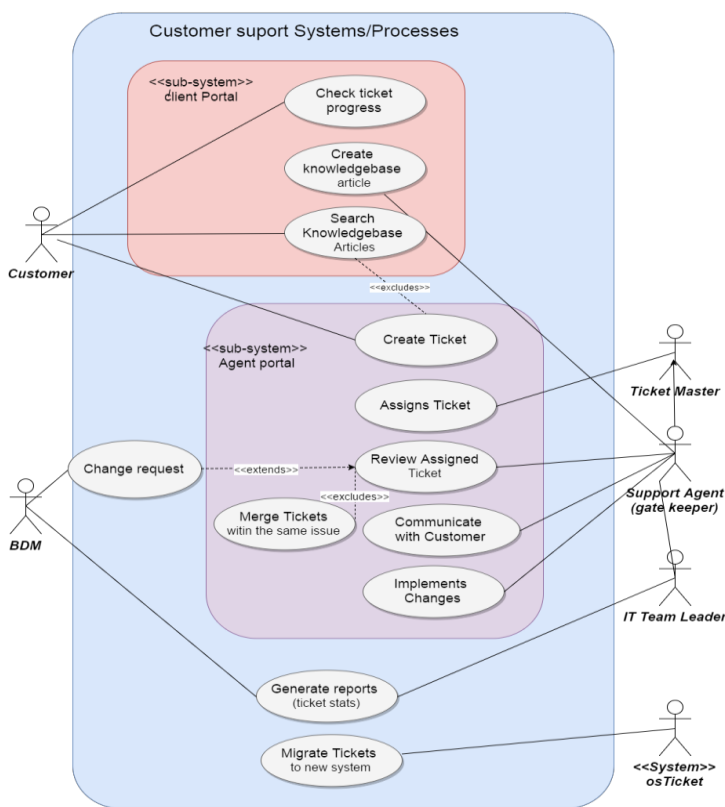 Customer suport Systems/Processes
<<sub-system>>
client Portal
Check ticket
progress
Create
knowledgebase
article
Search
Knowledgebase
Articles
Customer
<<excludes>>
<<sub-system>>
Agent portal
Create Ticket
Assigns Ticket
Ticket Master
Change request
<<extends>>
Review Assigned
Ticket
<<excludes>>
Merge Tickets
witin the same issue
Communicate
with Customer
Support Agent
(gate keeper)
BDM
Implements
Changes
IT Team Leader
Generate reports
(ticket stats)
Migrate Tickets
to new system
<<System>>
osTicket